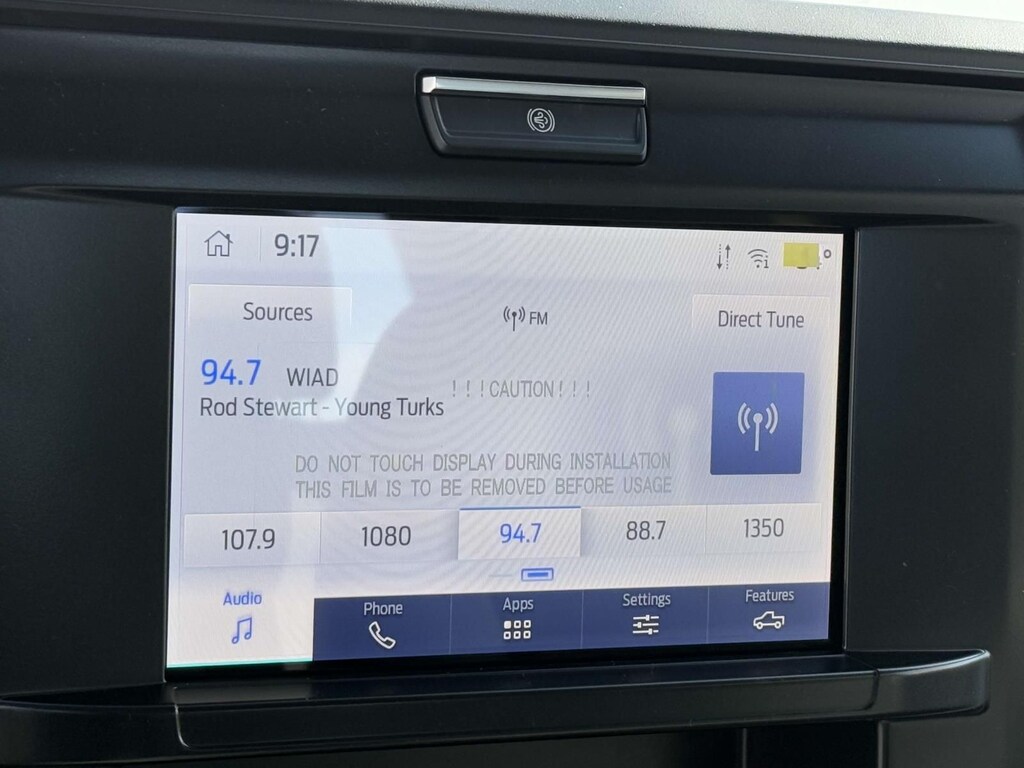 9:17
Sources
FM
Direct Tune
94.7 WIAD
! ! ! CAUTION ! ! !
Rod Stewart - Young Turks
DO NOT TOUCH DISPLAY DURING INSTALLATION
THIS FILM IS TO BE REMOVED BEFORE USAGE
107.9 1080 94.7 88.7 1350
Audio Phone Apps Settings Features